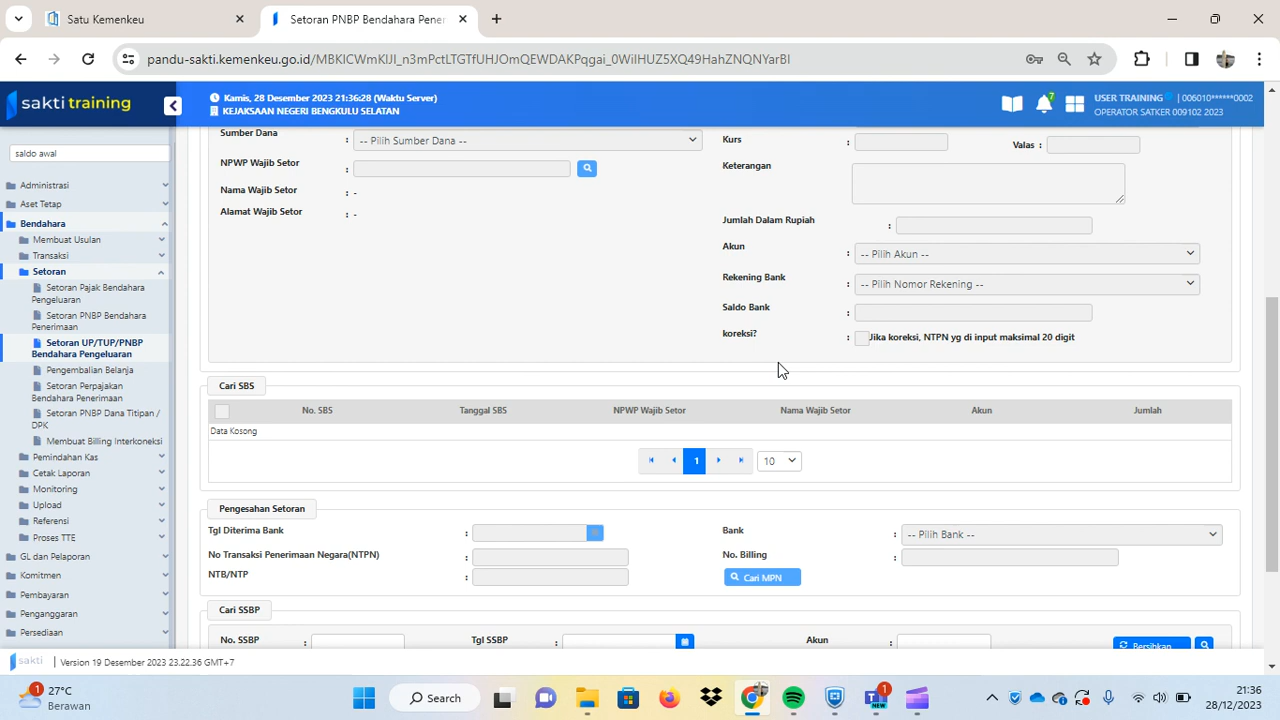 Satu Kemenkeu
Setoran PNBP Bendahara Pener
pandu-sakti.kemenkeu.go.id/
sakti training
Kamis, 28 Desember 2023 21:36:28 (Waktu Server)
KEJAKSAAN NEGERI BENGKULU SELATAN
7
USER TRAINING | 006010******0002
OPERATOR SATKER 009102 2023
saldo awal
Administrasi
Aset Tetap
Bendahara
Membuat Usulan
Transaksi
Setoran
Setoran Pajak Bendahara
Pengeluaran
Setoran PNBP Bendahara
Penerimaan
Setoran UP/TUP/PNBP
Bendahara Pengeluaran
Pengembalian Belanja
Setoran Perpajakan
Bendahara Penerimaan
Setoran PNBP Dana Titipan /
DPK
Membuat Billing Interkoneksi
Pemindahan Kas
Cetak Laporan
Monitoring
Upload
Referensi
Proses TTE
GL dan Pelaporan
Komitmen
Pembayaran
Penganggaran
Persediaan
Sumber Dana : -- Pilih Sumber Dana --
NPWP Wajib Setor :
Nama Wajib Setor : -
Alamat Wajib Setor : -
Kurs : Valas :
Keterangan
Jumlah Dalam Rupiah :
Akun : -- Pilih Akun --
Rekening Bank : -- Pilih Nomor Rekening --
Saldo Bank :
koreksi? : Jika koreksi, NTPN yg di input maksimal 20 digit
Cari SBS
No. SBS Tanggal SBS NPWP Wajib Setor Nama Wajib Setor Akun Jumlah
Data Kosong
1 10
Pengesahan Setoran
Tgl Diterima Bank : Bank : -- Pilih Bank --
No Transaksi Penerimaan Negara(NTPN) : No. Billing :
NTB/NTP : Cari MPN
Cari SSBP
No. SSBP : Tgl SSBP : Akun : Bersihkan
sakti Version 19 Desember 2023 23.22.36 GMT+7
1 27°C
Berawan
Search
NEW 1
21:36
28/12/2023